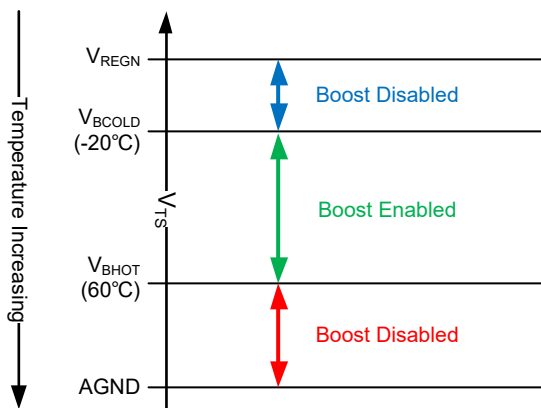 Temperature Increasing
VREGN
Boost Disabled
VBCOLD
(-20℃)
VTS
Boost Enabled
VBHOT
(60℃)
Boost Disabled
AGND